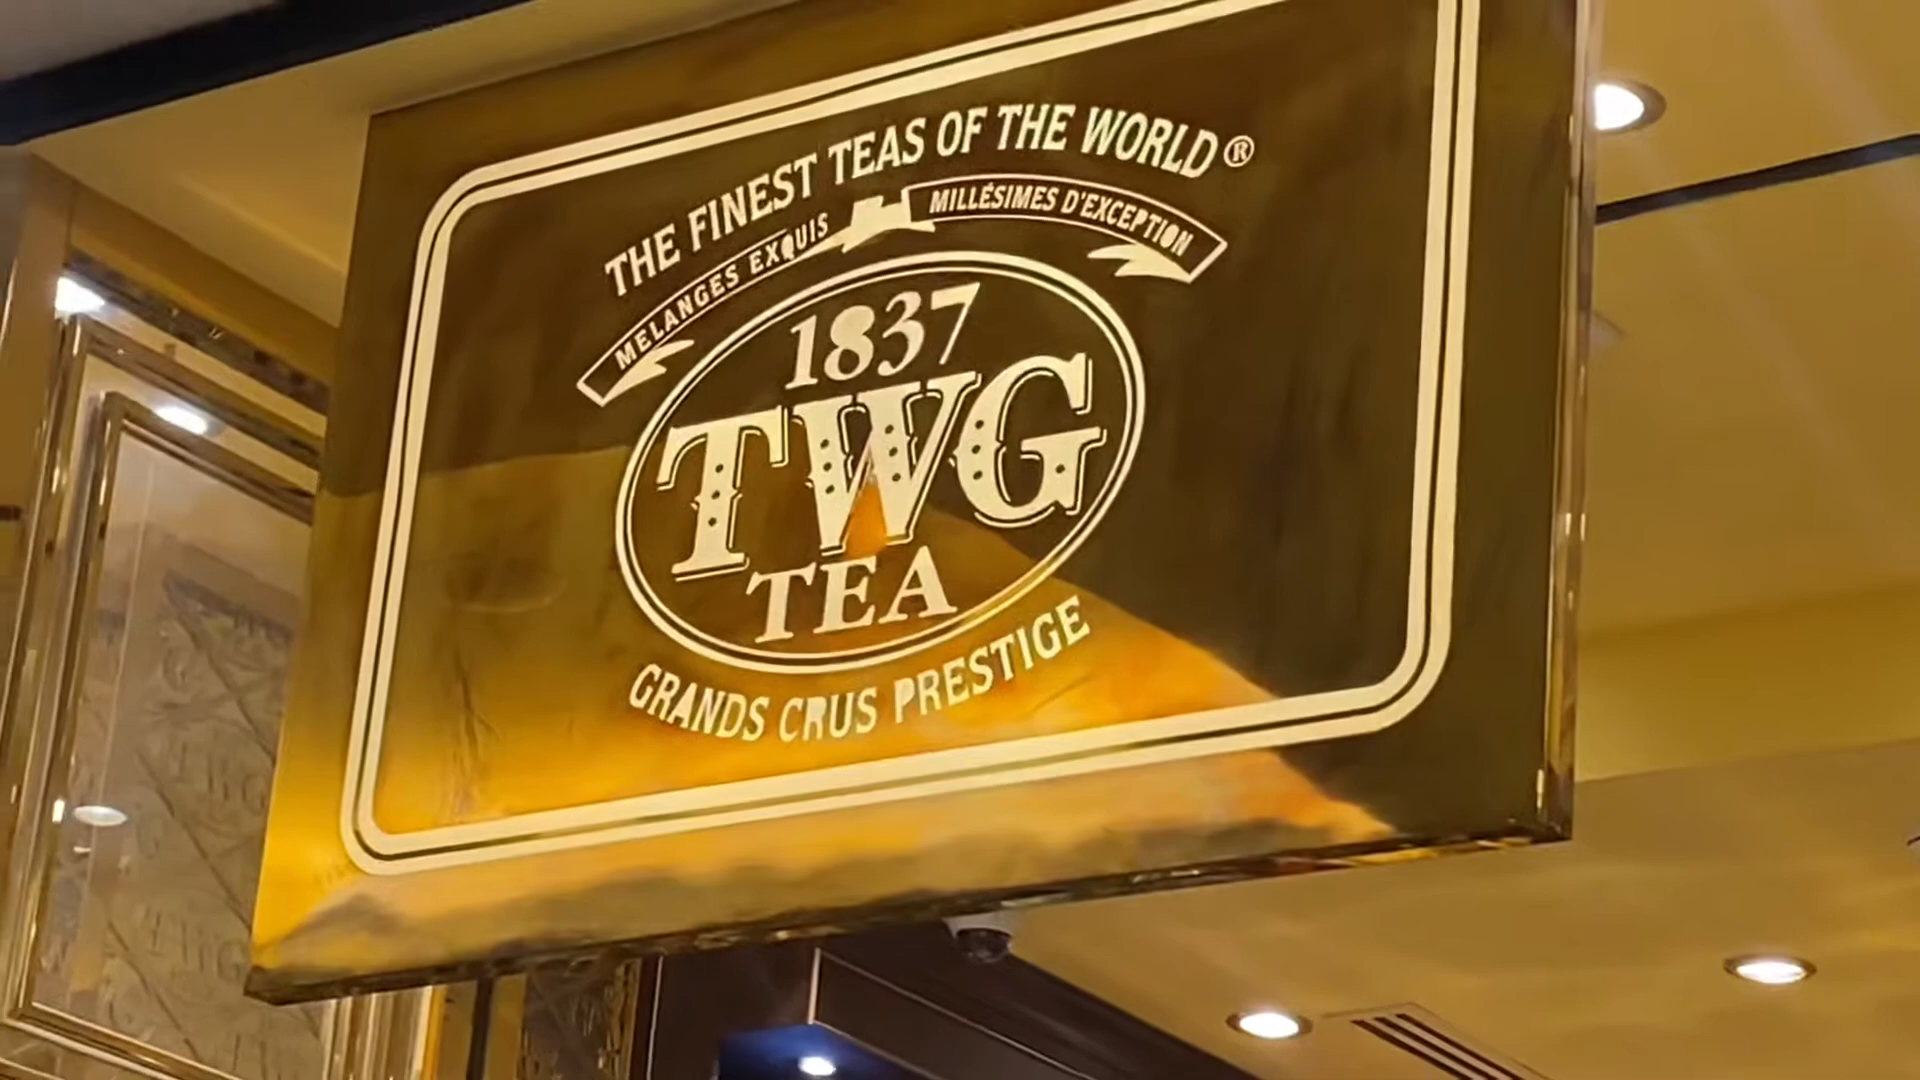 THE FINEST TEAS OF THE WORLD®
MELANGES EXQUIS MILLÉSIMES D'EXCEPTION
1837
TWG
TEA
GRANDS CRUS PRESTIGE